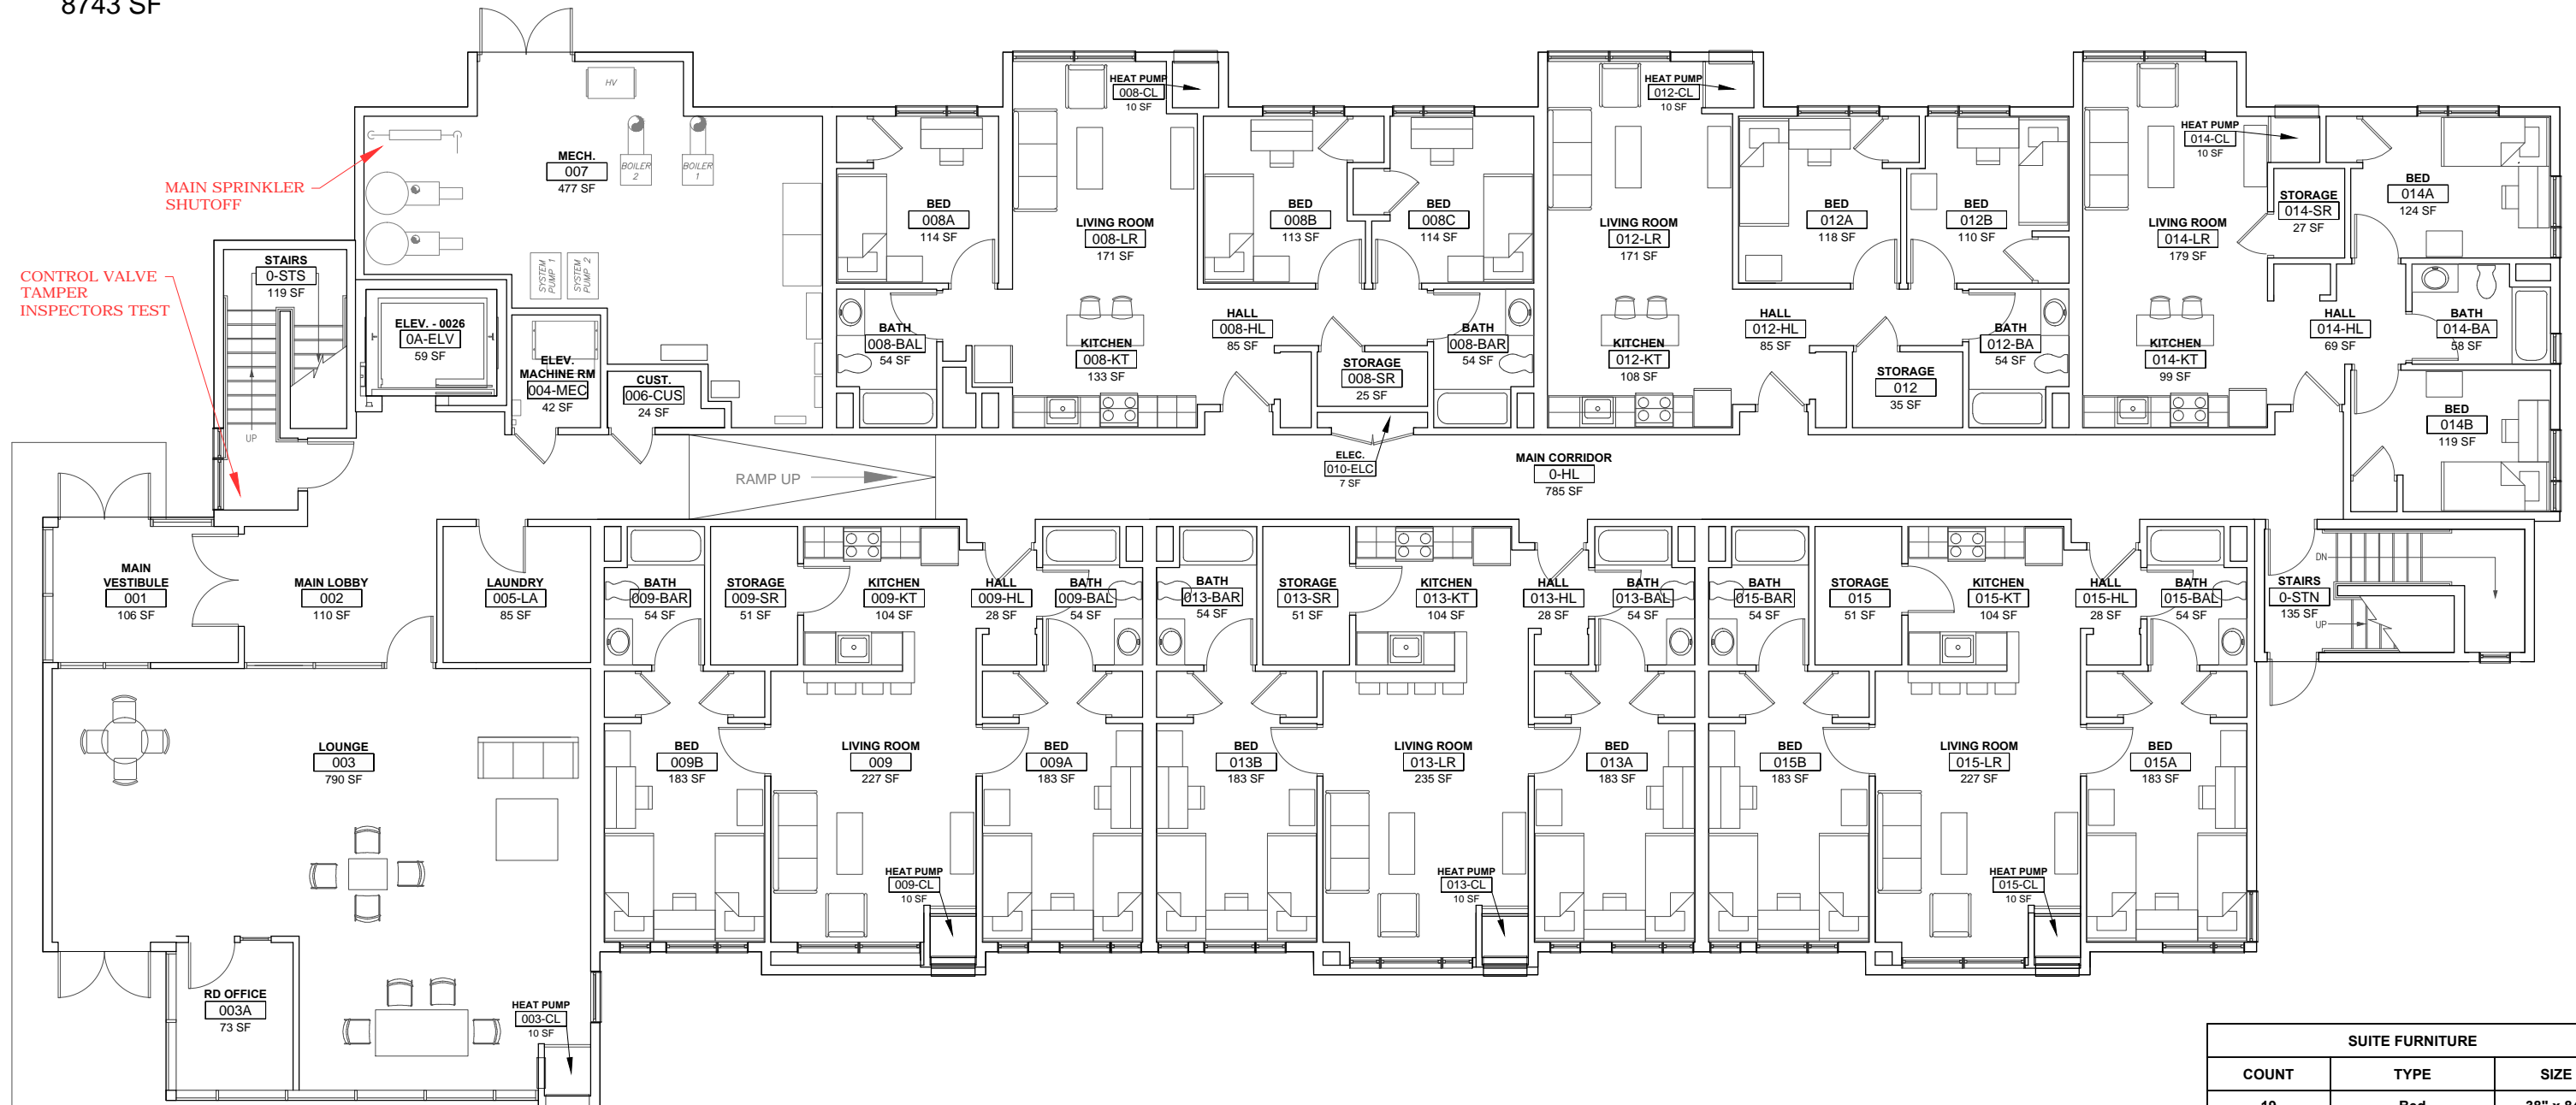 8743 SF
HV
BOILER
2
BOILER
1
MECH.
007
477 SF
MAIN SPRINKLER
SHUTOFF
CONTROL VALVE
TAMPER
INSPECTORS TEST
STAIRS
0-STS
119 SF
UP
ELEV. - 0026
0A-ELV
59 SF
SYSTEM
PUMP 1
SYSTEM
PUMP 2
ELEV.
MACHINE RM
004-MEC
42 SF
CUST.
006-CUS
24 SF
BED
008A
114 SF
HEAT PUMP
008-CL
10 SF
LIVING ROOM
008-LR
171 SF
BED
008B
113 SF
BED
008C
114 SF
BATH
008-BAL
54 SF
KITCHEN
008-KT
133 SF
HALL
008-HL
85 SF
STORAGE
008-SR
25 SF
BATH
008-BAR
54 SF
HEAT PUMP
012-CL
10 SF
LIVING ROOM
012-LR
171 SF
BED
012A
118 SF
BED
012B
110 SF
KITCHEN
012-KT
108 SF
HALL
012-HL
85 SF
STORAGE
012
35 SF
BATH
012-BA
54 SF
HEAT PUMP
014-CL
10 SF
STORAGE
014-SR
27 SF
BED
014A
124 SF
LIVING ROOM
014-LR
179 SF
KITCHEN
014-KT
99 SF
HALL
014-HL
69 SF
BATH
014-BA
58 SF
BED
014B
119 SF
RAMP UP
ELEC.
010-ELC
7 SF
MAIN CORRIDOR
0-HL
785 SF
MAIN
VESTIBULE
001
106 SF
MAIN LOBBY
002
110 SF
LAUNDRY
005-LA
85 SF
BATH
009-BAR
54 SF
STORAGE
009-SR
51 SF
KITCHEN
009-KT
104 SF
HALL
009-HL
28 SF
BATH
009-BAL
54 SF
BATH
013-BAR
54 SF
STORAGE
013-SR
51 SF
KITCHEN
013-KT
104 SF
HALL
013-HL
28 SF
BATH
013-BAL
54 SF
BATH
015-BAR
54 SF
STORAGE
015
51 SF
KITCHEN
015-KT
104 SF
HALL
015-HL
28 SF
BATH
015-BAL
54 SF
STAIRS
0-STN
135 SF
DN
UP
LOUNGE
003
790 SF
BED
009B
183 SF
LIVING ROOM
009
227 SF
BED
009A
183 SF
BED
013B
183 SF
LIVING ROOM
013-LR
235 SF
BED
013A
183 SF
BED
015B
183 SF
LIVING ROOM
015-LR
227 SF
BED
015A
183 SF
HEAT PUMP
009-CL
10 SF
HEAT PUMP
013-CL
10 SF
HEAT PUMP
015-CL
10 SF
RD OFFICE
003A
73 SF
HEAT PUMP
003-CL
10 SF
SUITE FURNITURE
COUNT TYPE SIZE
Bed